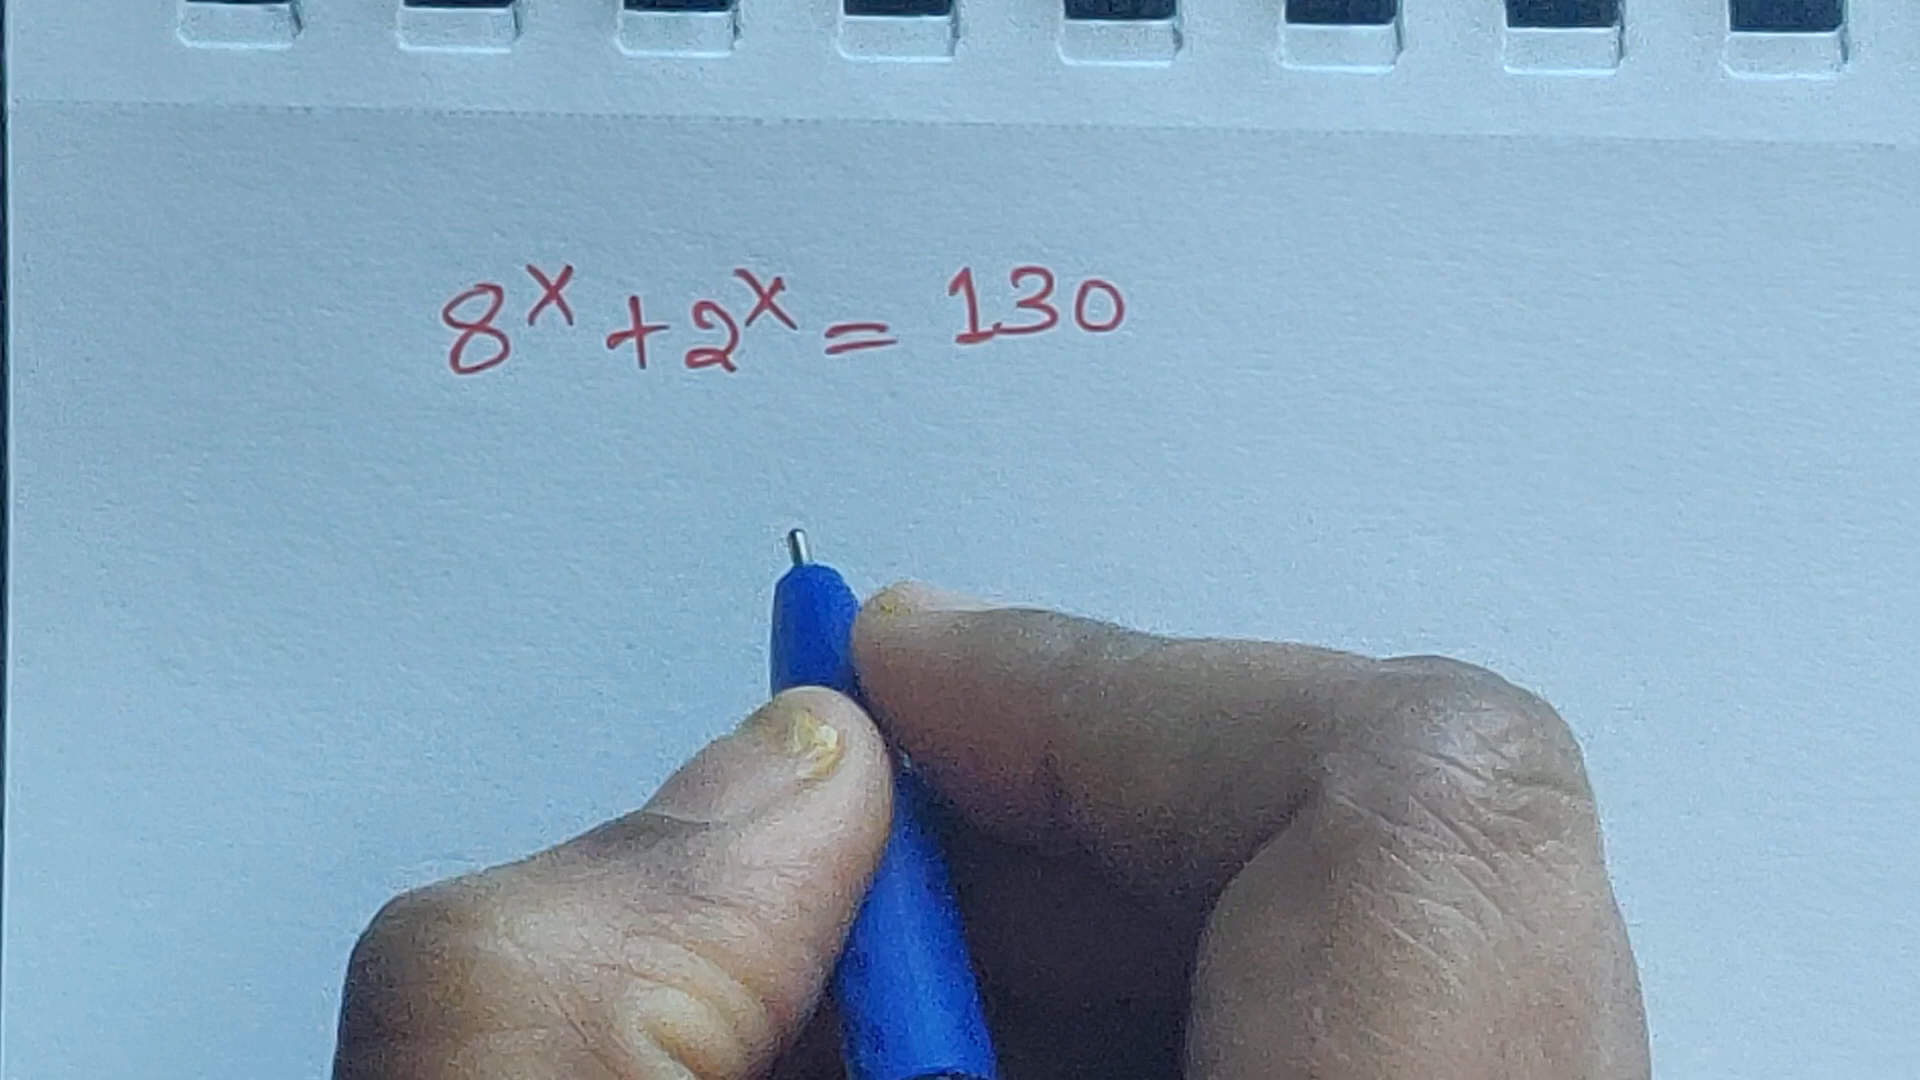 8^x + 2^x = 130